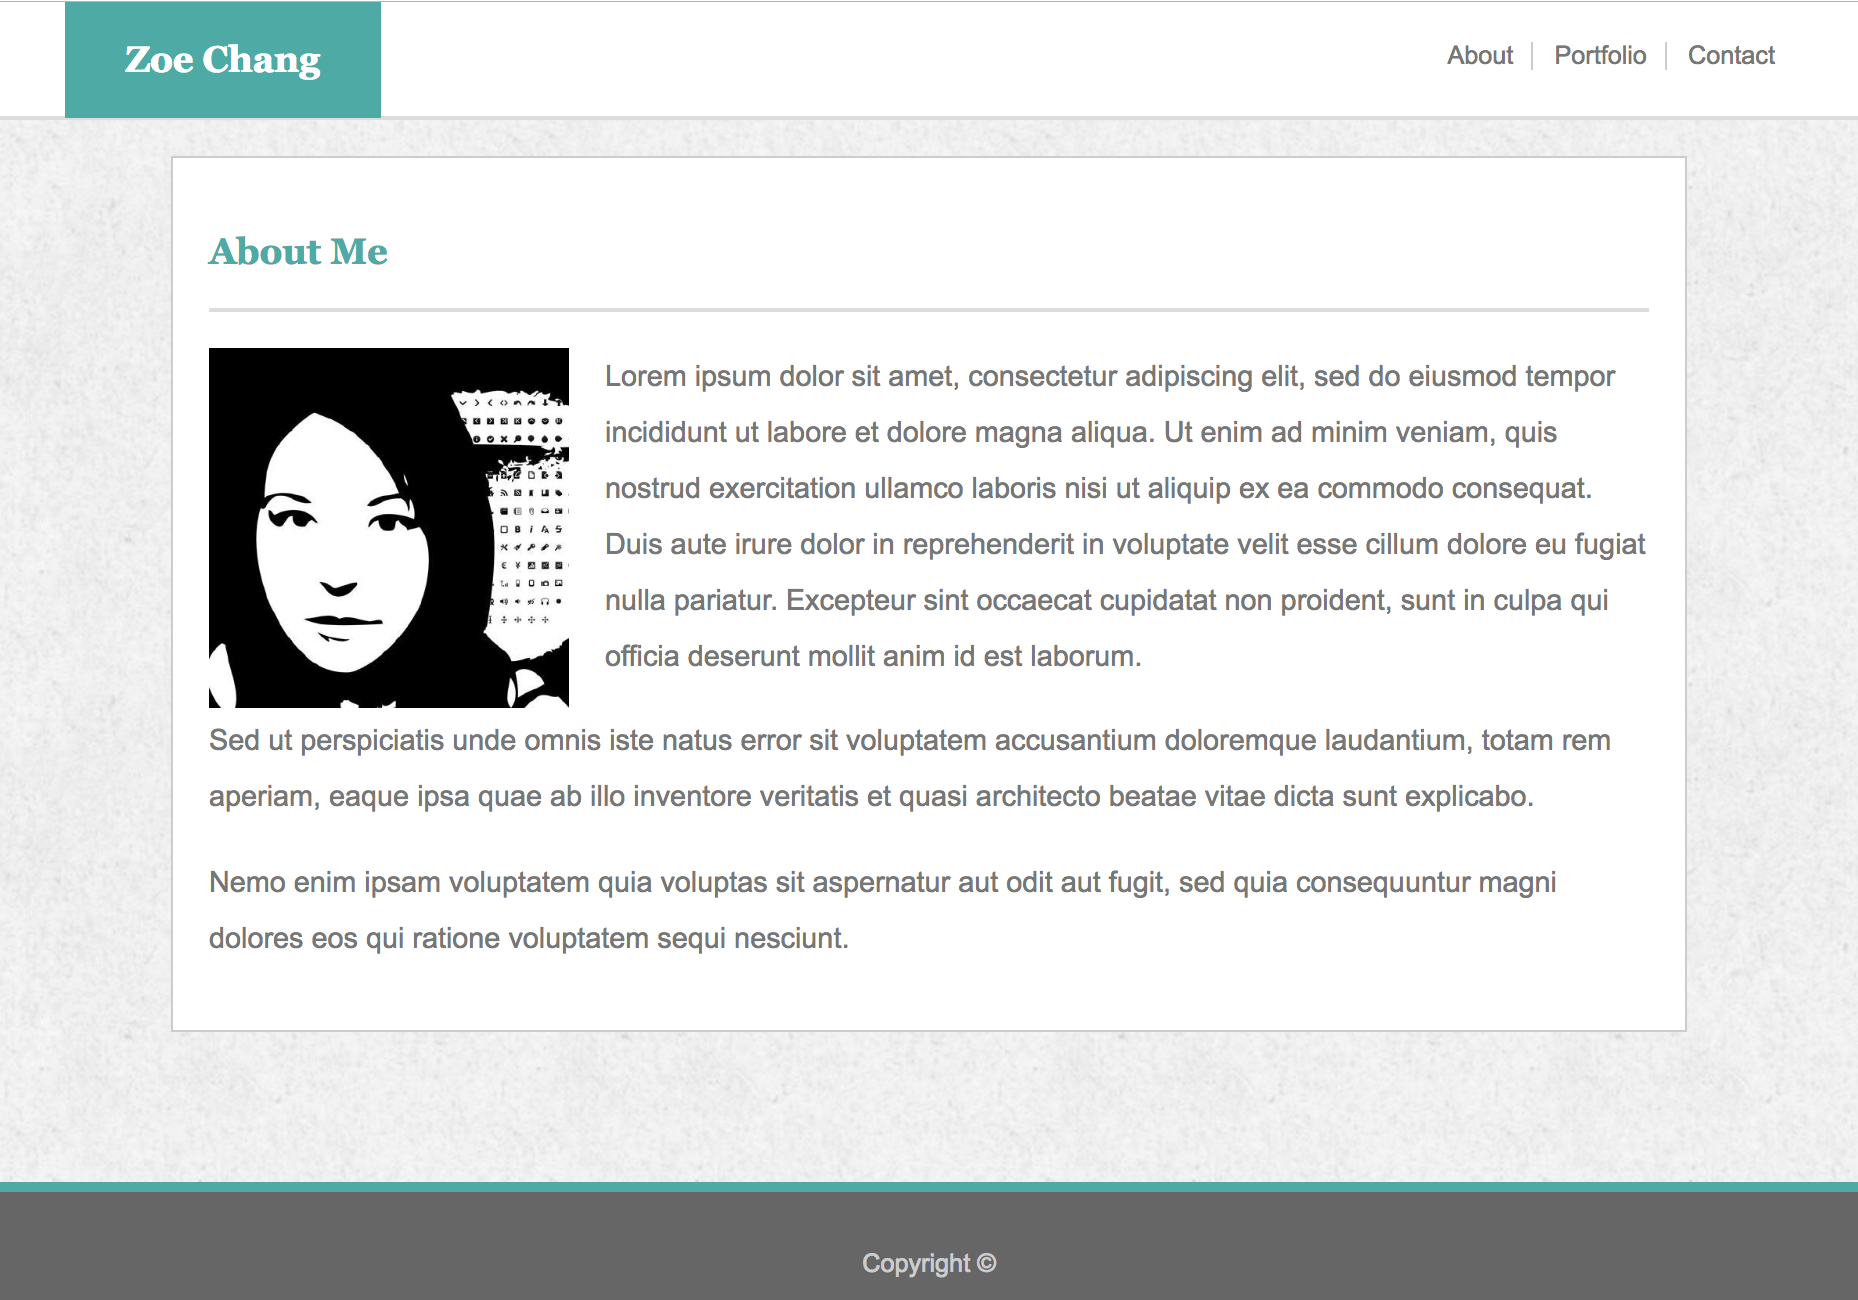 Zoe Chang
About
Portfolio
Contact
About Me
Lorem ipsum dolor sit amet, consectetur adipiscing elit, sed do eiusmod tempor
incididunt ut labore et dolore magna aliqua. Ut enim ad minim veniam, quis
nostrud exercitation ullamco laboris nisi ut aliquip ex ea commodo consequat.
Duis aute irure dolor in reprehenderit in voluptate velit esse cillum dolore eu fugiat
nulla pariatur. Excepteur sint occaecat cupidatat non proident, sunt in culpa qui
officia deserunt mollit anim id est laborum.
Sed ut perspiciatis unde omnis iste natus error sit voluptatem accusantium doloremque laudantium, totam rem
aperiam, eaque ipsa quae ab illo inventore veritatis et quasi architecto beatae vitae dicta sunt explicabo.
Nemo enim ipsam voluptatem quia voluptas sit aspernatur aut odit aut fugit, sed quia consequuntur magni
dolores eos qui ratione voluptatem sequi nesciunt.
Copyright ©